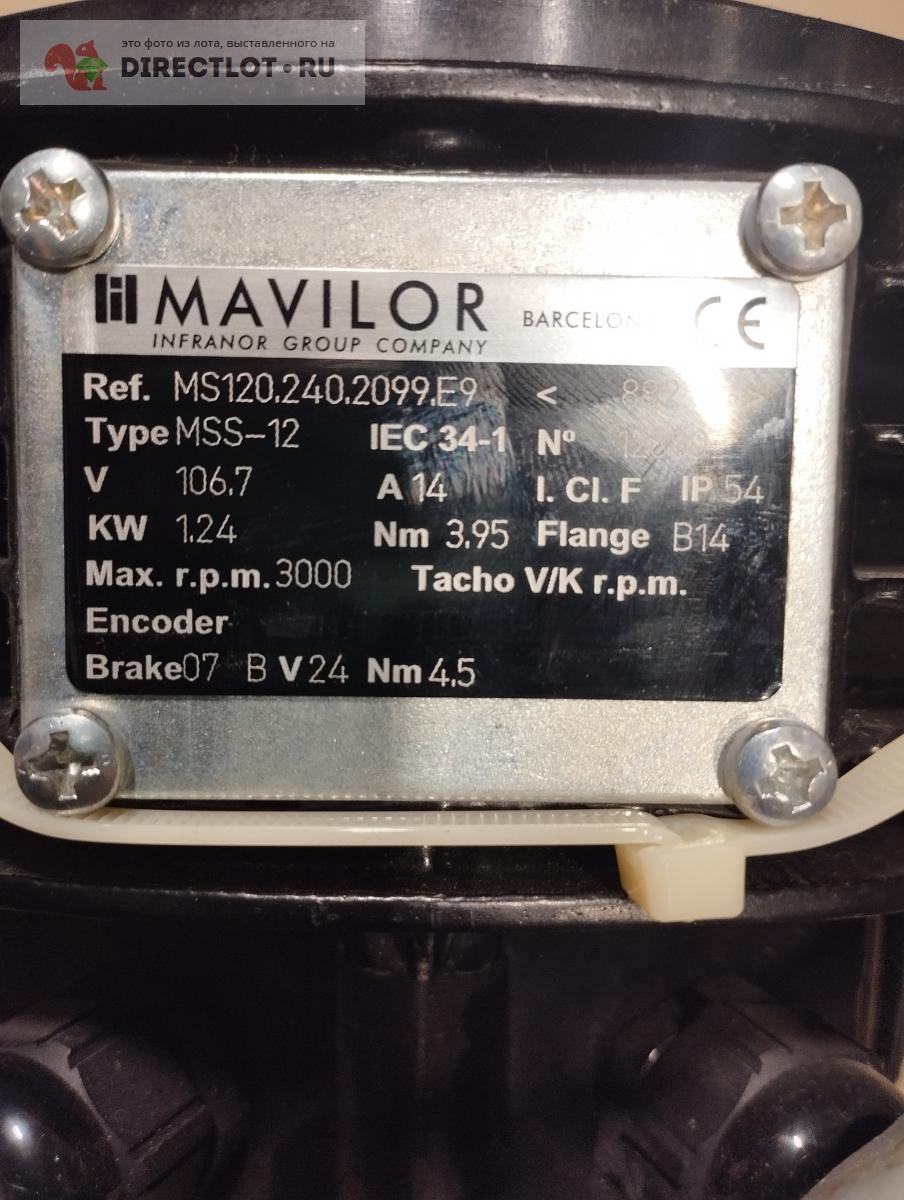 это фото из лота, выставленного на
DIRECTLOT.RU
MAVILOR BARCELON CE
INFRANOR GROUP COMPANY
Ref. MS120.240.2099.E9 <
Type MSS-12 IEC 34-1 Nº
V 106.7 A 14 I. Cl. F IP 54
KW 1.24 Nm 3.95 Flange B14
Max. r.p.m. 3000 Tacho V/K r.p.m.
Encoder
Brake 07 B V 24 Nm 4.5